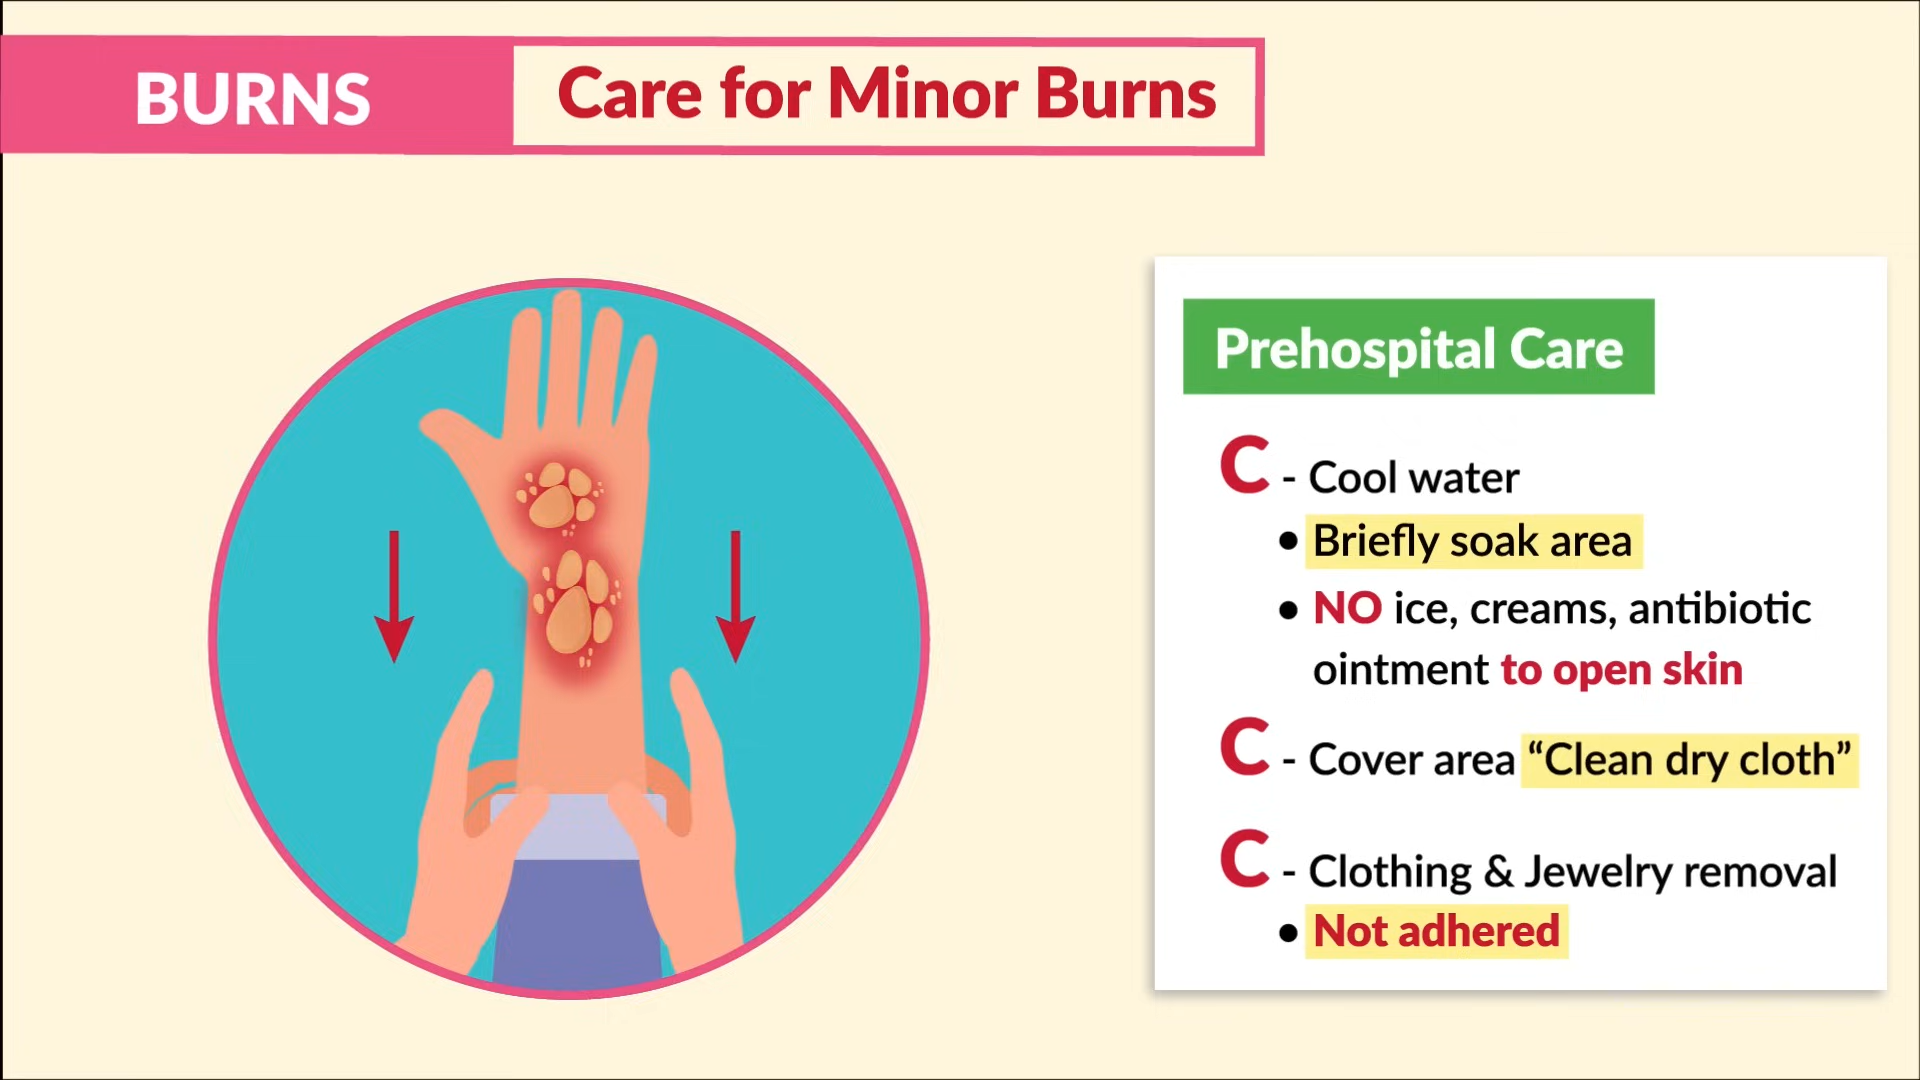 BURNS
Care for Minor Burns
Prehospital Care
C - Cool water
• Briefly soak area
• NO ice, creams, antibiotic
ointment to open skin
C - Cover area “Clean dry cloth”
C - Clothing & Jewelry removal
• Not adhered